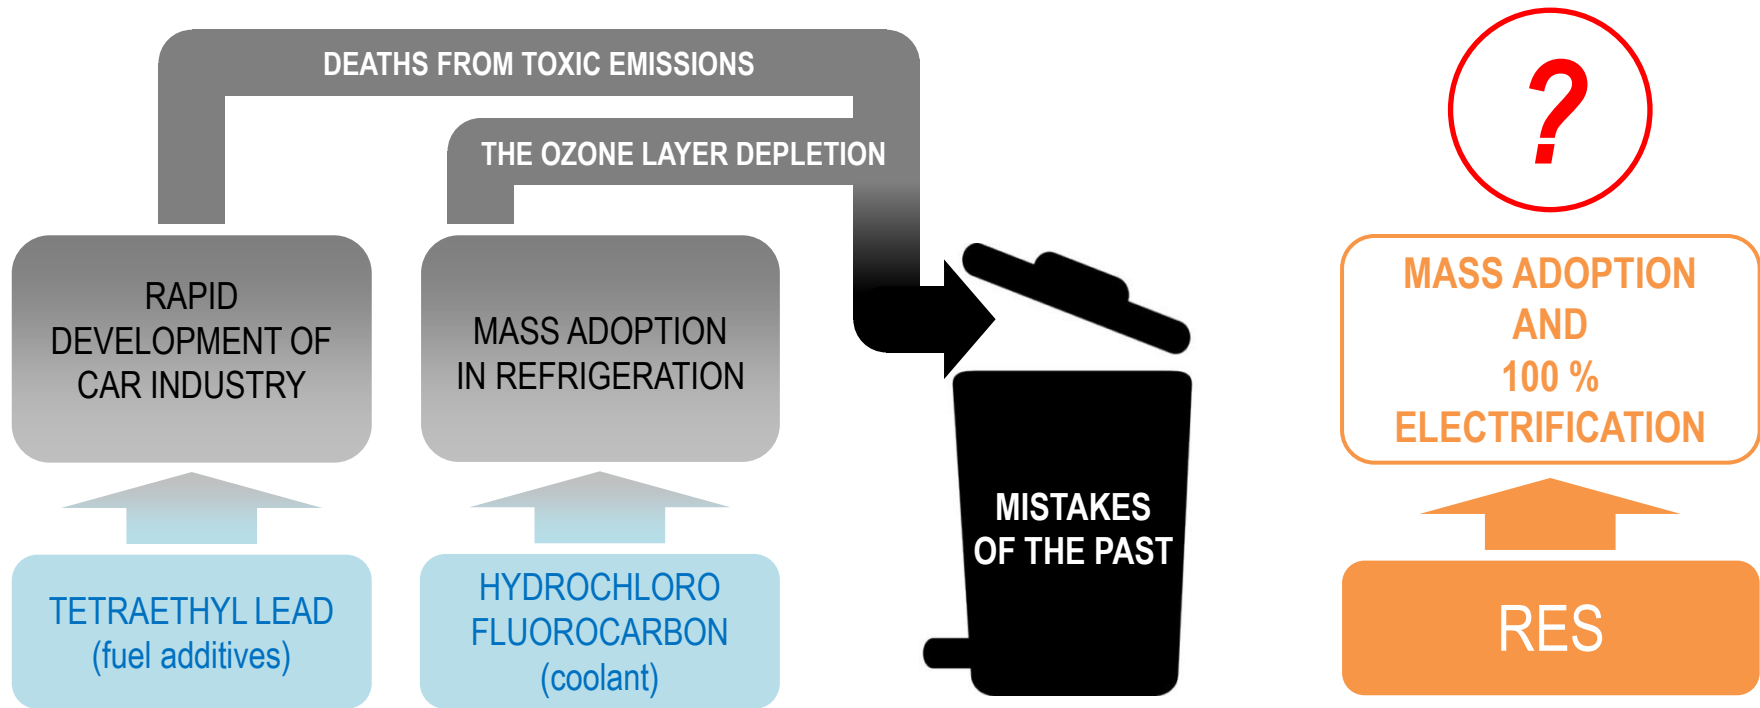 DEATHS FROM TOXIC EMISSIONS
THE OZONE LAYER DEPLETION
?
RAPID
DEVELOPMENT OF
CAR INDUSTRY
MASS ADOPTION
IN REFRIGERATION
MASS ADOPTION
AND
100 %
ELECTRIFICATION
MISTAKES
OF THE PAST
TETRAETHYL LEAD
(fuel additives)
HYDROCHLORO
FLUOROCARBON
(coolant)
RES